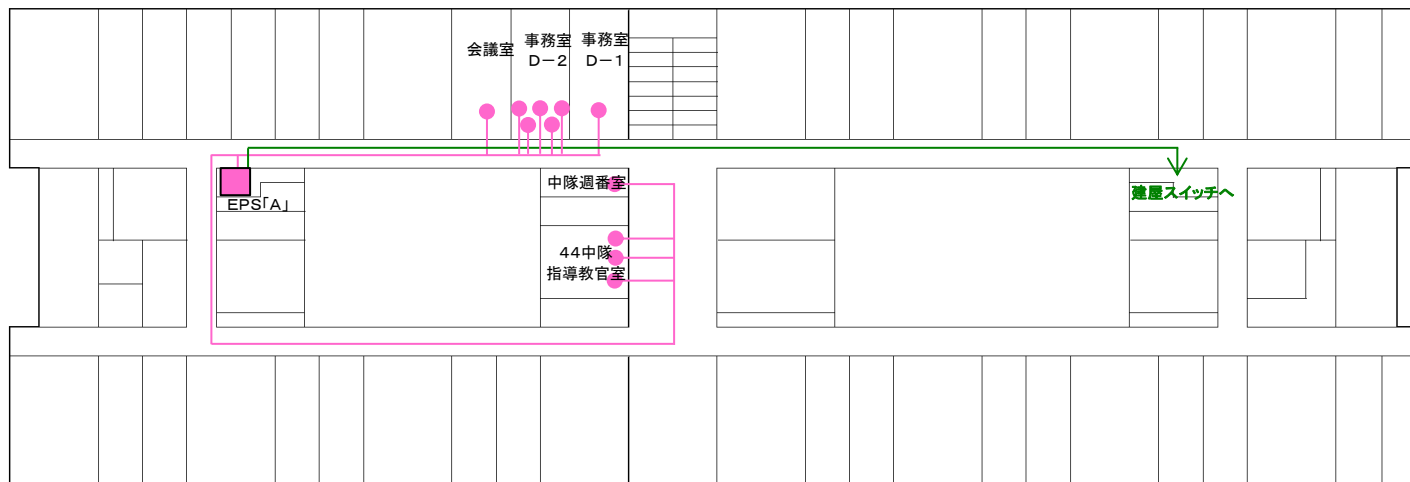 会議室
事務室
D－2
事務室
D－1
EPS「A」
中隊週番室
44中隊
指導教官室
建屋スイッチへ